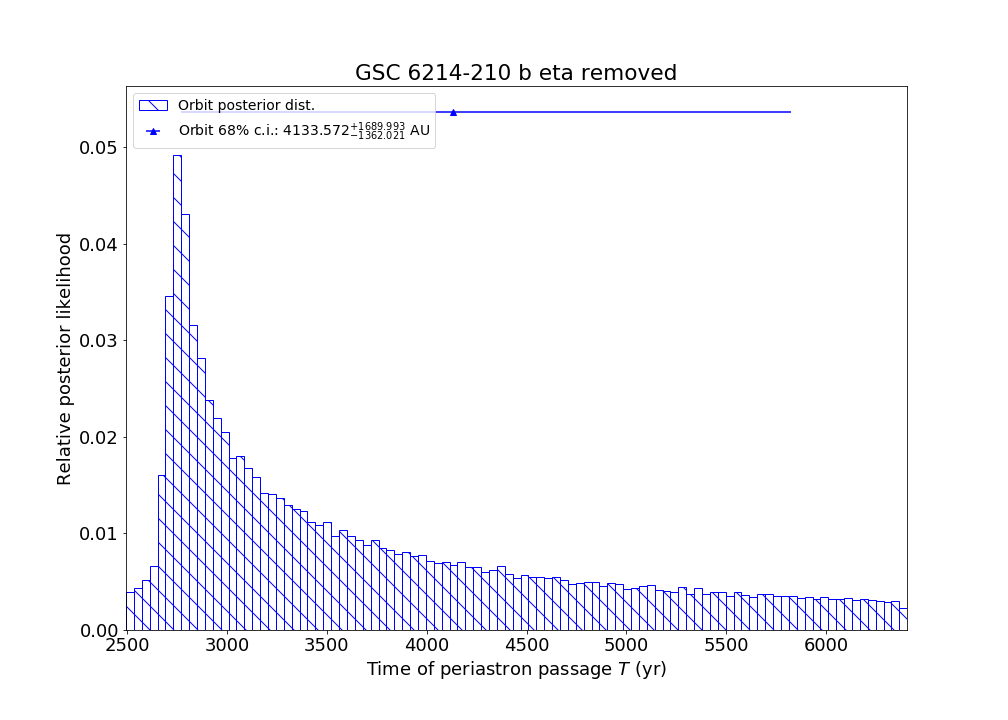 GSC 6214-210 b eta removed
Orbit posterior dist.
Orbit 68% c.i.: 4133.572+1689.993 −1362.021 AU
Relative posterior likelihood
0.05
0.04
0.03
0.02
0.01
0.00
2500 3000 3500 4000 4500 5000 5500 6000
Time of periastron passage T (yr)